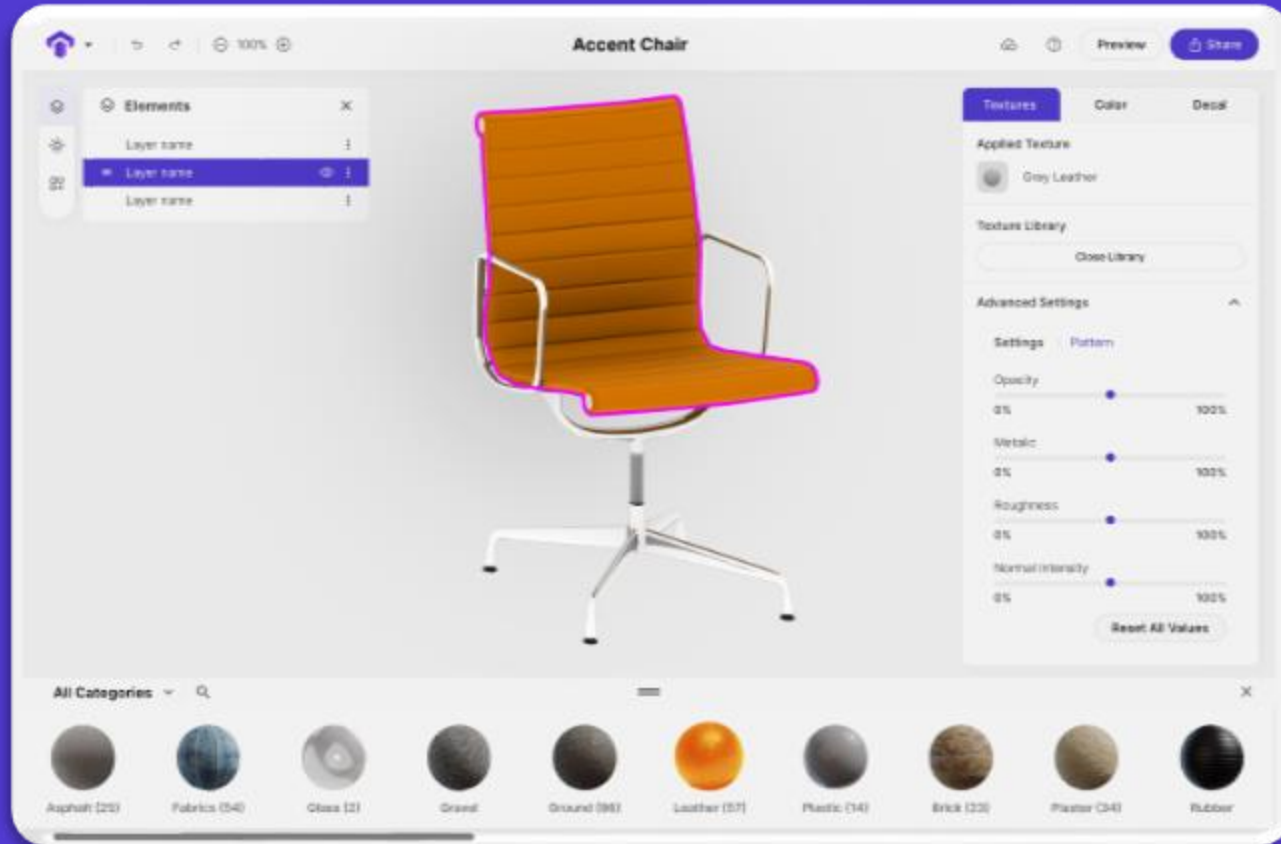 100%
Accent Chair
Preview
Share
Elements
Layer name
Layer name
Layer name
Textures
Color
Decal
Applied Texture
Grey Leather
Texture Library
Close Library
Advanced Settings
Settings
Pattern
Opacity
0%
100%
Metalic
0%
100%
Roughness
0%
100%
Normal Intensity
0%
100%
Reset All Values
All Categories
Asphalt (25)
Fabrics (54)
Glass (2)
Gravel
Ground (86)
Leather (57)
Plastic (14)
Brick (23)
Plaster (34)
Rubber